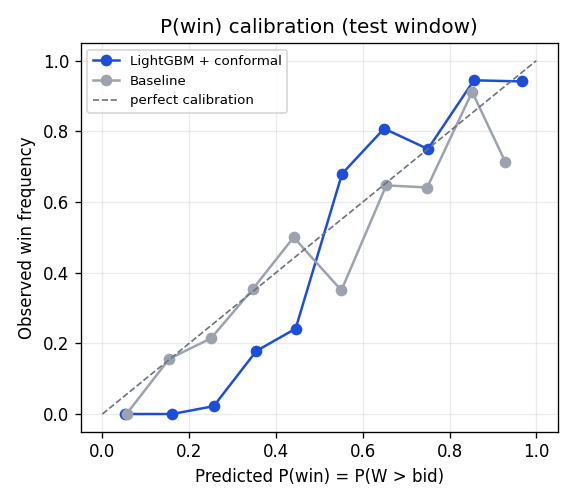 P(win) calibration (test window)
LightGBM + conformal
Baseline
perfect calibration
Observed win frequency
1.0
0.8
0.6
0.4
0.2
0.0
0.0 0.2 0.4 0.6 0.8 1.0
Predicted P(win) = P(W > bid)